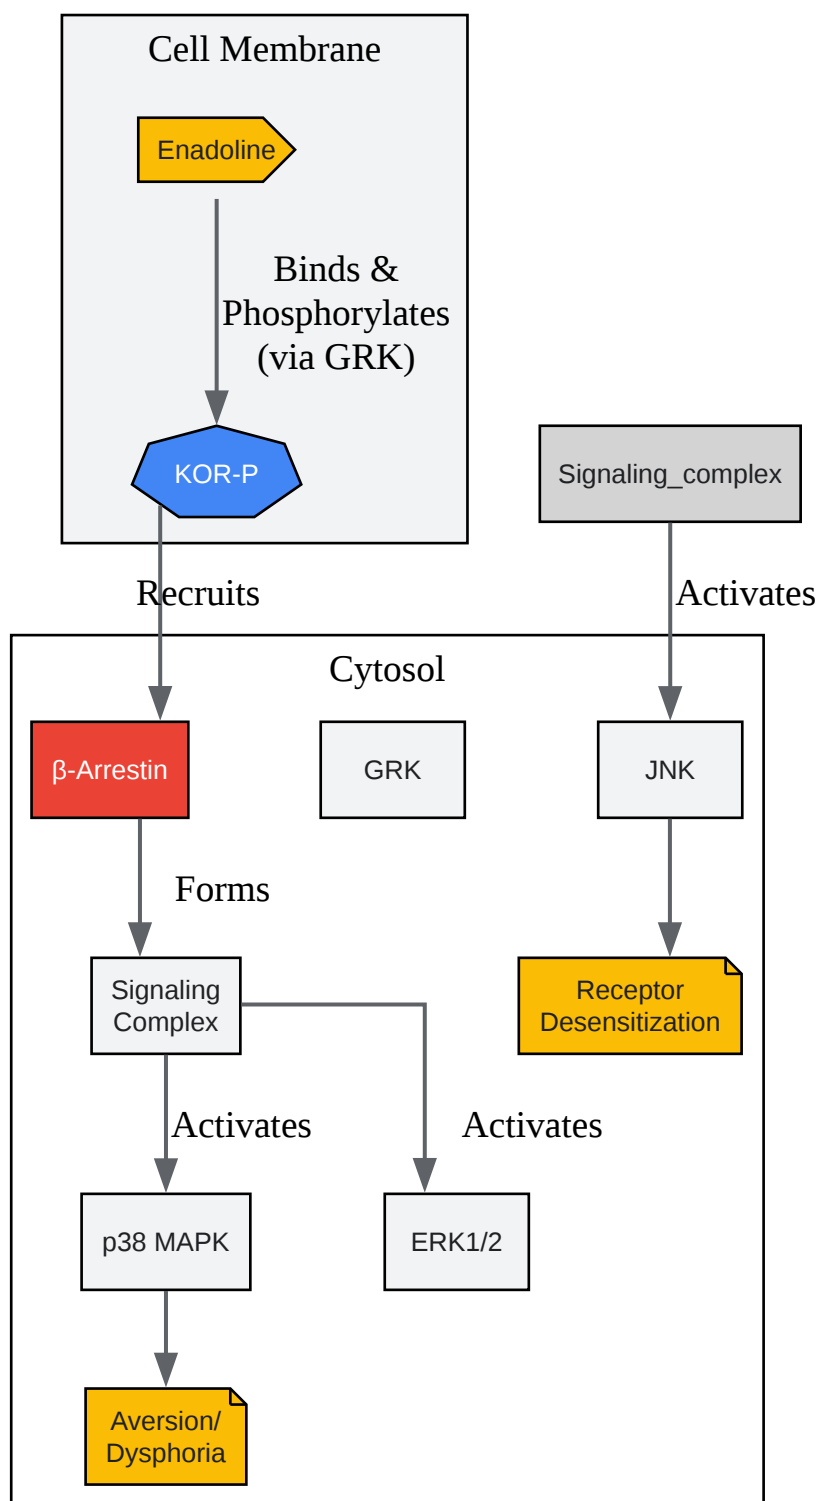 Cell Membrane
Enadoline
Binds &
Phosphorylates
(via GRK)
KOR-P
Signaling_complex
Recruits
Activates
Cytosol
β-Arrestin
GRK
JNK
Forms
Signaling
Complex
Receptor
Desensitization
Activates
Activates
p38 MAPK
ERK1/2
Aversion/
Dysphoria